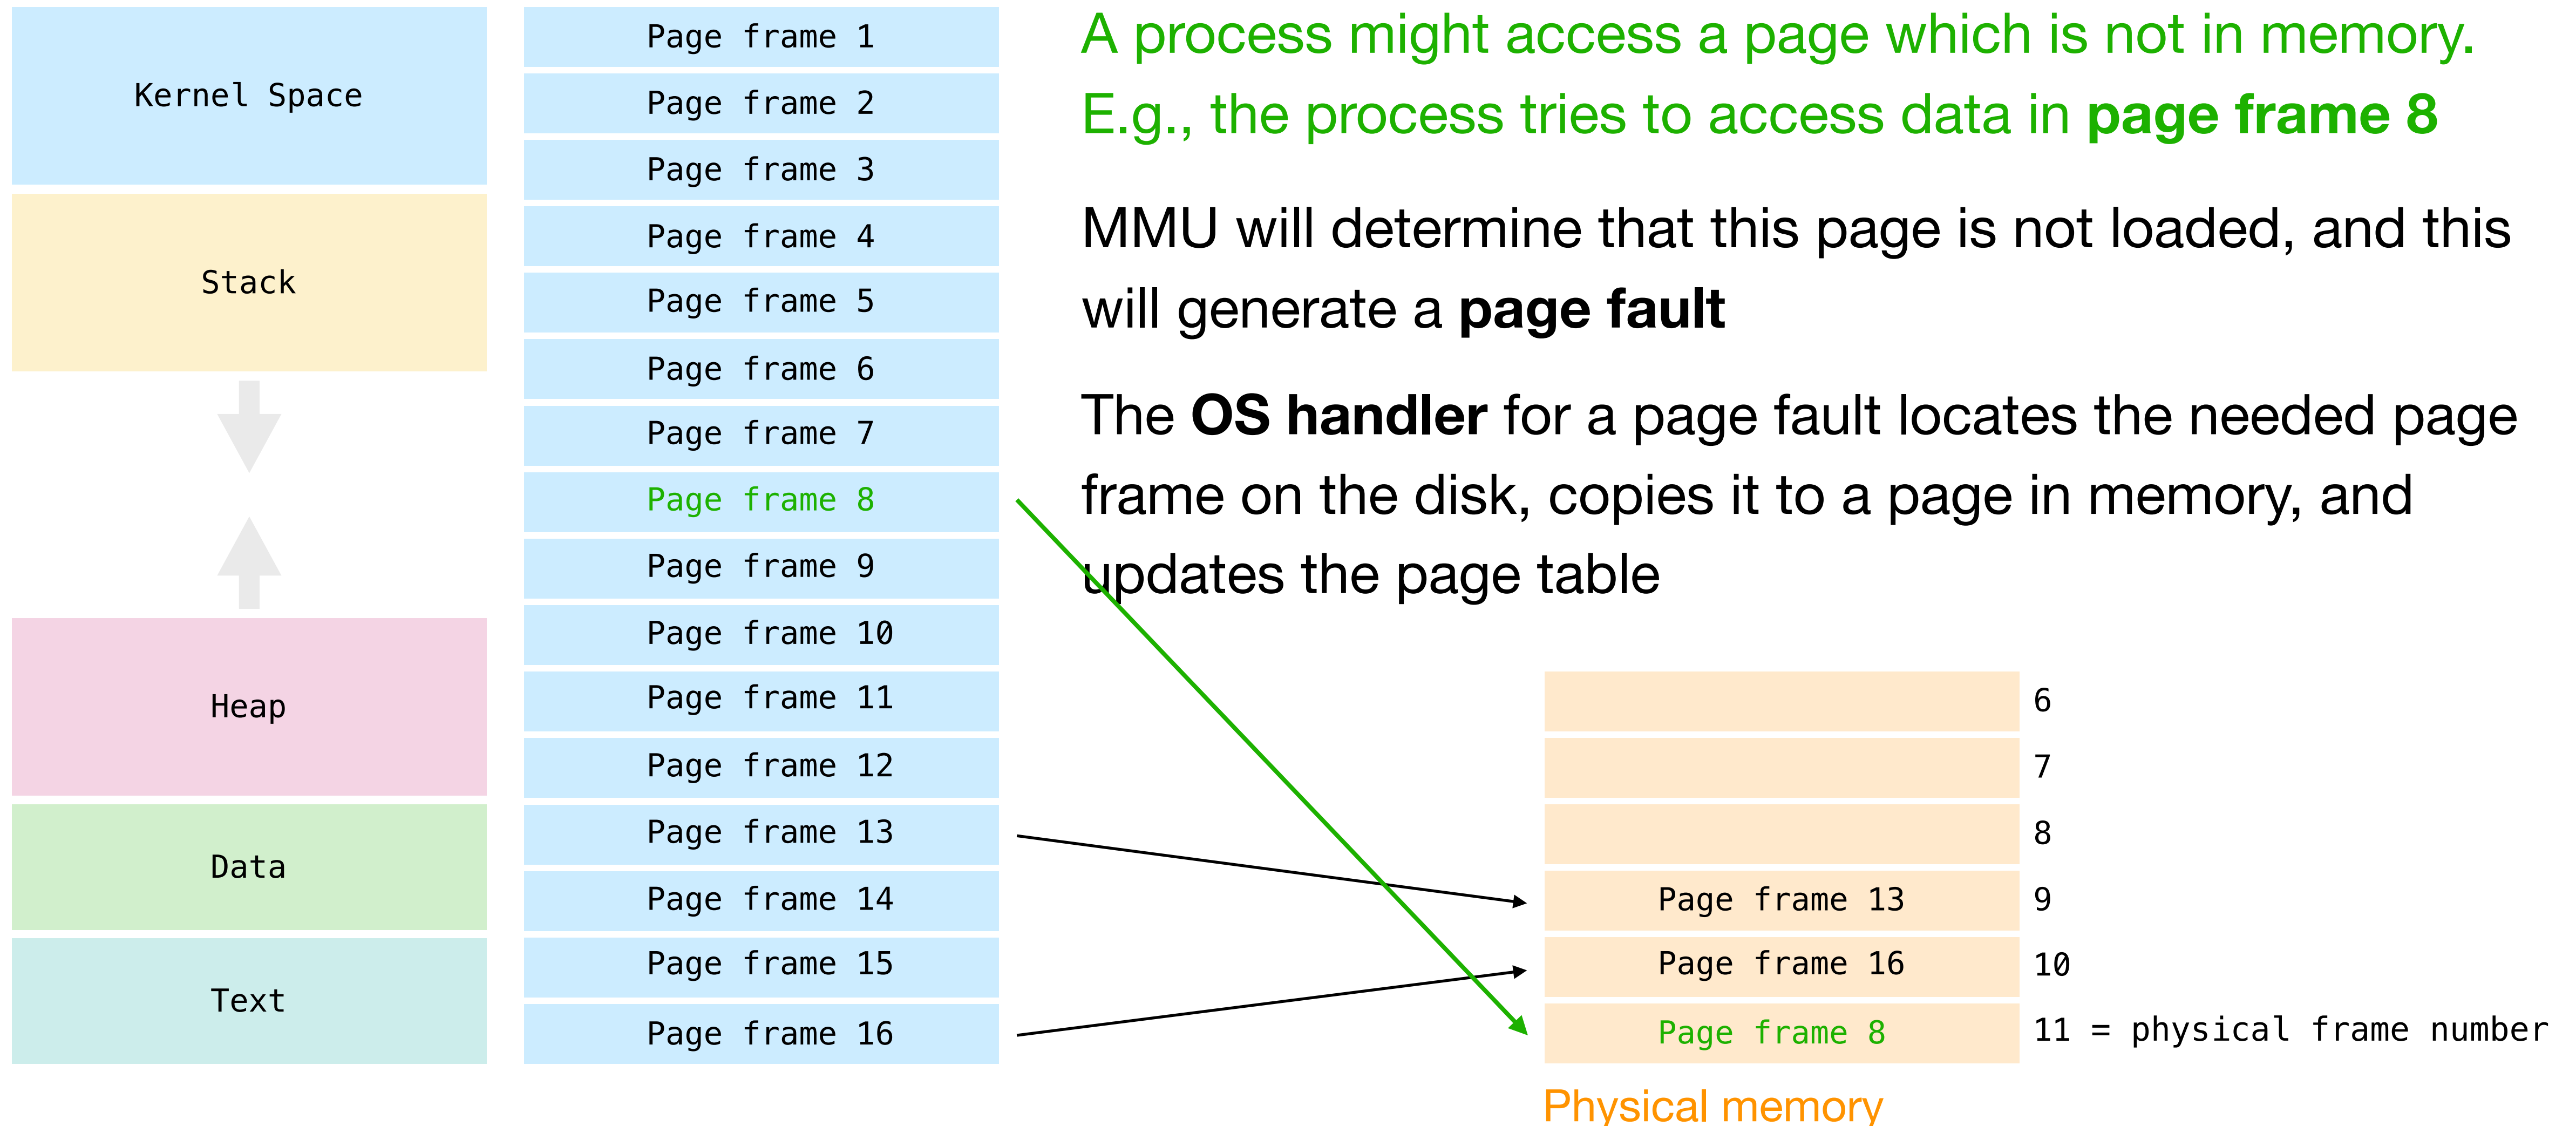 Kernel Space
Stack
Heap
Data
Text
Page frame 1
Page frame 2
Page frame 3
Page frame 4
Page frame 5
Page frame 6
Page frame 7
Page frame 8
Page frame 9
Page frame 10
Page frame 11
Page frame 12
Page frame 13
Page frame 14
Page frame 15
Page frame 16
A process might access a page which is not in memory.
E.g., the process tries to access data in page frame 8
MMU will determine that this page is not loaded, and this
will generate a page fault
The OS handler for a page fault locates the needed page
frame on the disk, copies it to a page in memory, and
updates the page table
6
7
8
Page frame 13 9
Page frame 16 10
Page frame 8 11 = physical frame number
Physical memory